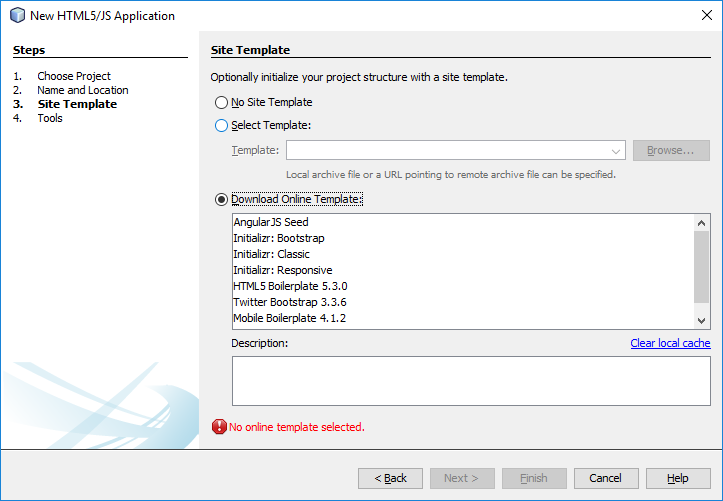 New HTML5/JS Application
Steps
1. Choose Project
2. Name and Location
3. Site Template
4. Tools
Site Template
Optionally initialize your project structure with a site template.
No Site Template
Select Template:
Template:
Browse...
Local archive file or a URL pointing to remote archive file can be specified.
Download Online Template:
AngularJS Seed
Initializr: Bootstrap
Initializr: Classic
Initializr: Responsive
HTML5 Boilerplate 5.3.0
Twitter Bootstrap 3.3.6
Mobile Boilerplate 4.1.2
Description:
Clear local cache
No online template selected.
< Back
Next >
Finish
Cancel
Help